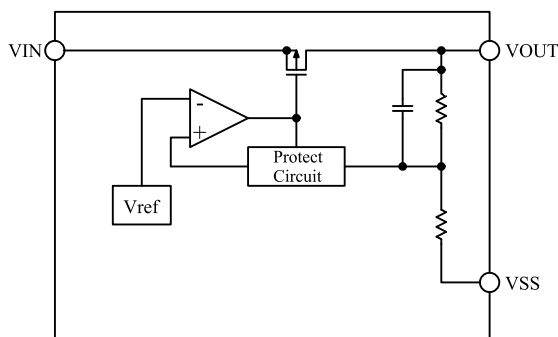 VIN
VOUT
-
+
Protect
Circuit
Vref
VSS